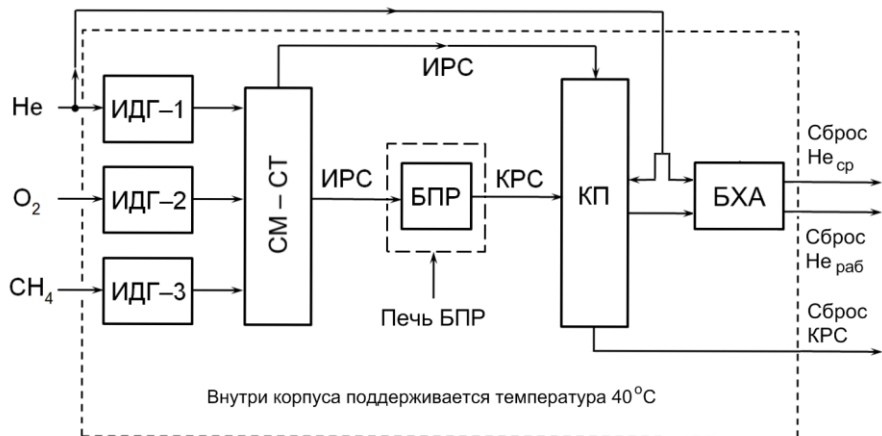 ИРС
He
ИДГ–1
O₂
ИДГ–2
CH₄
ИДГ–3
СМ – СТ
ИРС
БПР
КРС
Печь БПР
КП
БХА
Сброс
He ср
Сброс
He раб
Сброс
КРС
Внутри корпуса поддерживается температура 40°C